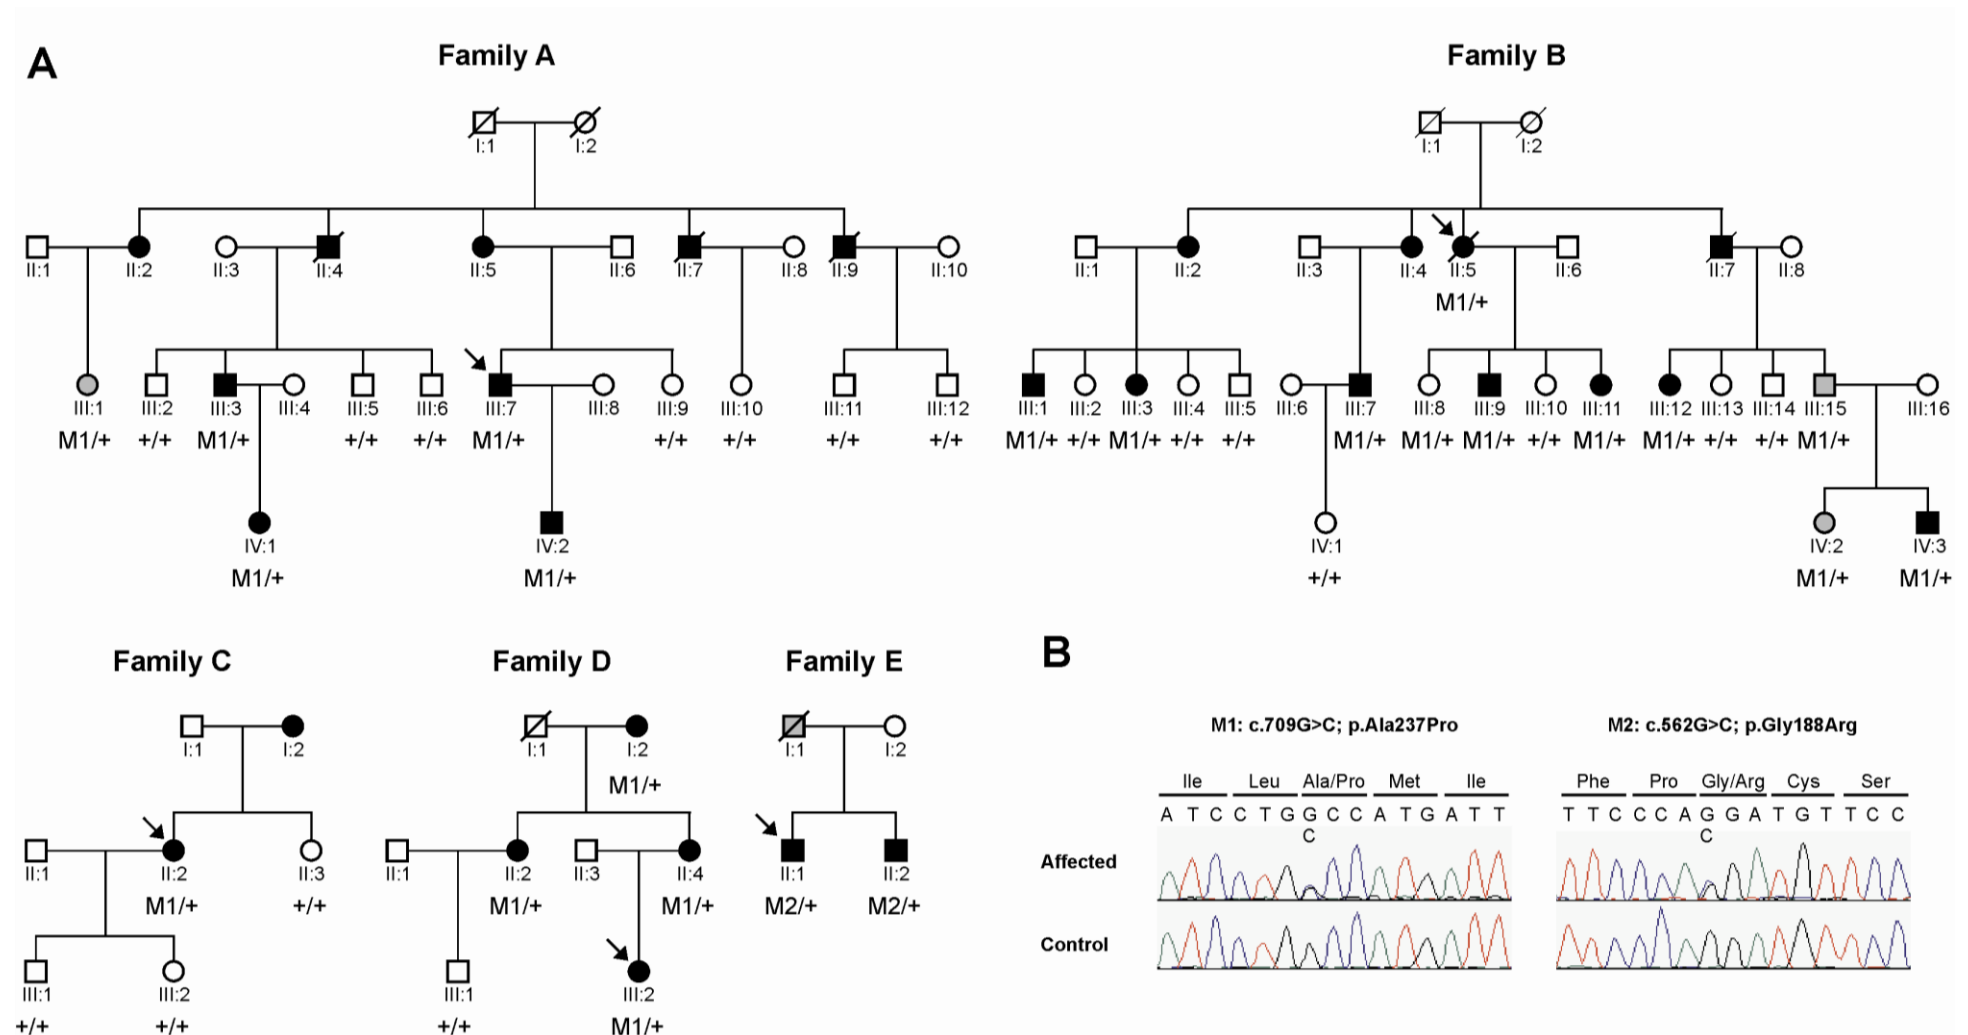 A
Family A
Family B
I:1 I:2
I:1 I:2
II:1 II:2 II:3 II:4 II:5 II:6 II:7 II:8 II:9 II:10
II:1 II:2 II:3 II:4 II:5 II:6 II:7 II:8
M1/+
III:1 III:2 III:3 III:4 III:5 III:6 III:7 III:8 III:9 III:10 III:11 III:12
M1/+ +/+ M1/+ +/+ +/+ M1/+ +/+ +/+ +/+ +/+
III:1 III:2 III:3 III:4 III:5 III:6 III:7 III:8 III:9 III:10 III:11 III:12 III:13 III:14 III:15 III:16
M1/+ +/+ M1/+ +/+ +/+ M1/+ M1/+ M1/+ +/+ M1/+ M1/+ +/+ +/+ M1/+
IV:1 IV:2
M1/+ M1/+
IV:1 IV:2 IV:3
+/+ M1/+ M1/+
Family C
I:1 I:2
II:1 II:2 II:3
M1/+ +/+
III:1 III:2
+/+ +/+
Family D
I:1 I:2
M1/+
II:1 II:2 II:3 II:4
M1/+ M1/+
III:1 III:2
+/+ M1/+
Family E
I:1 I:2
II:1 II:2
M2/+ M2/+
B
M1: c.709G>C; p.Ala237Pro
Ile Leu Ala/Pro Met Ile
A T C C T G G C C A T G A T T
C
M2: c.562G>C; p.Gly188Arg
Phe Pro Gly/Arg Cys Ser
T T C C C A G G A T G T T C C
C
Affected
Control